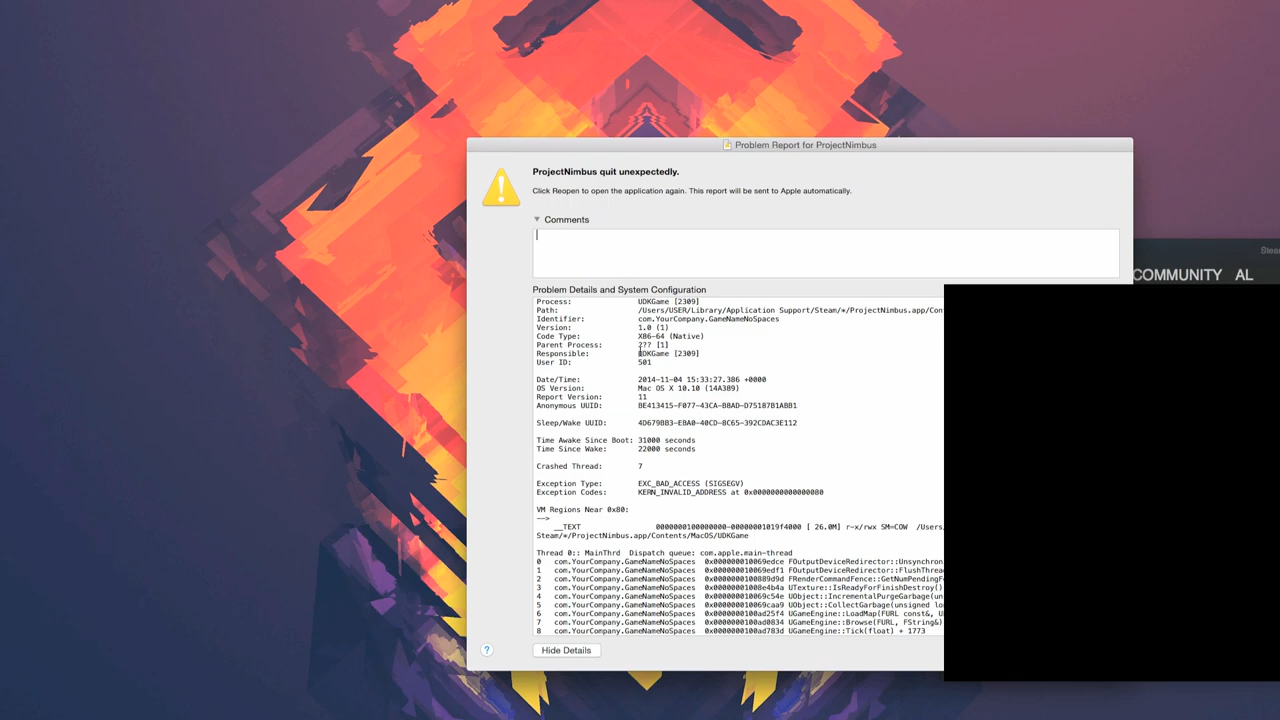 Problem Report for ProjectNimbus
ProjectNimbus quit unexpectedly.
Click Reopen to open the application again. This report will be sent to Apple automatically.
Comments
Stea
COMMUNITY AL
Problem Details and System Configuration
Process: UDKGame [2309]
Path: /Users/USER/Library/Application Support/Steam/*/ProjectNimbus.app/Con
Identifier: com.YourCompany.GameNameNoSpaces
Version: 1.0 (1)
Code Type: X86-64 (Native)
Parent Process: ??? [1]
Responsible: UDKGame [2309]
User ID: 501
Date/Time: 2014-11-04 15:33:27.386 +0000
OS Version: Mac OS X 10.10 (14A389)
Report Version: 11
Anonymous UUID: BE413415-F077-43CA-B8AD-D75187B1ABB1
Sleep/Wake UUID: 4D679BB3-EBA0-40CD-8C65-392CDAC3E112
Time Awake Since Boot: 31000 seconds
Time Since Wake: 22000 seconds
Crashed Thread: 7
Exception Type: EXC_BAD_ACCESS (SIGSEGV)
Exception Codes: KERN_INVALID_ADDRESS at 0x0000000000000080
VM Regions Near 0x80:
-->
__TEXT 0000000100000000-00000001019f4000 [ 26.0M] r-x/rwx SM=COW /Users/
Steam/*/ProjectNimbus.app/Contents/MacOS/UDKGame
Thread 0:: MainThrd Dispatch queue: com.apple.main-thread
0 com.YourCompany.GameNameNoSpaces 0x000000010069edce FOutputDeviceRedirector::Unsynchron
1 com.YourCompany.GameNameNoSpaces 0x000000010069edf1 FOutputDeviceRedirector::FlushThrea
2 com.YourCompany.GameNameNoSpaces 0x0000000100889d9d FRenderCommandFence::GetNumPendingF
3 com.YourCompany.GameNameNoSpaces 0x00000001008e4b4a UTexture::IsReadyForFinishDestroy()
4 com.YourCompany.GameNameNoSpaces 0x000000010069c54e UObject::IncrementalPurgeGarbage(un
5 com.YourCompany.GameNameNoSpaces 0x000000010069caa9 UObject::CollectGarbage(unsigned lo
6 com.YourCompany.GameNameNoSpaces 0x0000000100ad25f4 UGameEngine::LoadMap(FURL const&, U
7 com.YourCompany.GameNameNoSpaces 0x0000000100ad0834 UGameEngine::Browse(FURL, FString&)
8 com.YourCompany.GameNameNoSpaces 0x0000000100ad783d UGameEngine::Tick(float) + 1773
? Hide Details